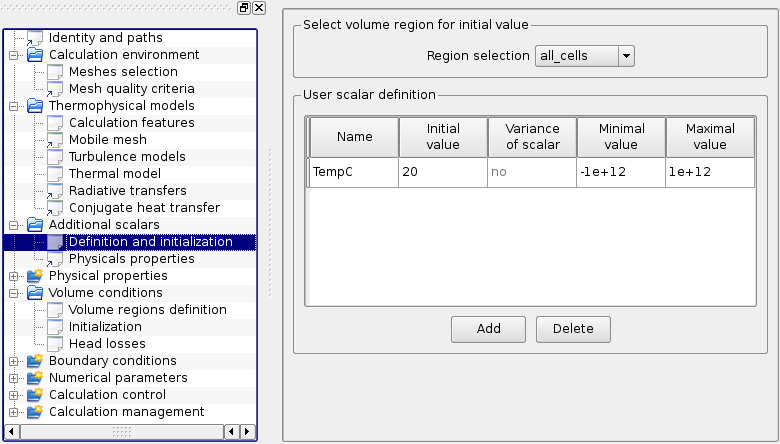 Identity and paths
Calculation environment
Meshes selection
Mesh quality criteria
Thermophysical models
Calculation features
Mobile mesh
Turbulence models
Thermal model
Radiative transfers
Conjugate heat transfer
Additional scalars
Definition and initialization
Physicals properties
Physical properties
Volume conditions
Volume regions definition
Initialization
Head losses
Boundary conditions
Numerical parameters
Calculation control
Calculation management
Select volume region for initial value
Region selection all_cells
User scalar definition
Name Initial value Variance of scalar Minimal value Maximal value
TempC 20 no -1e+12 1e+12
Add Delete